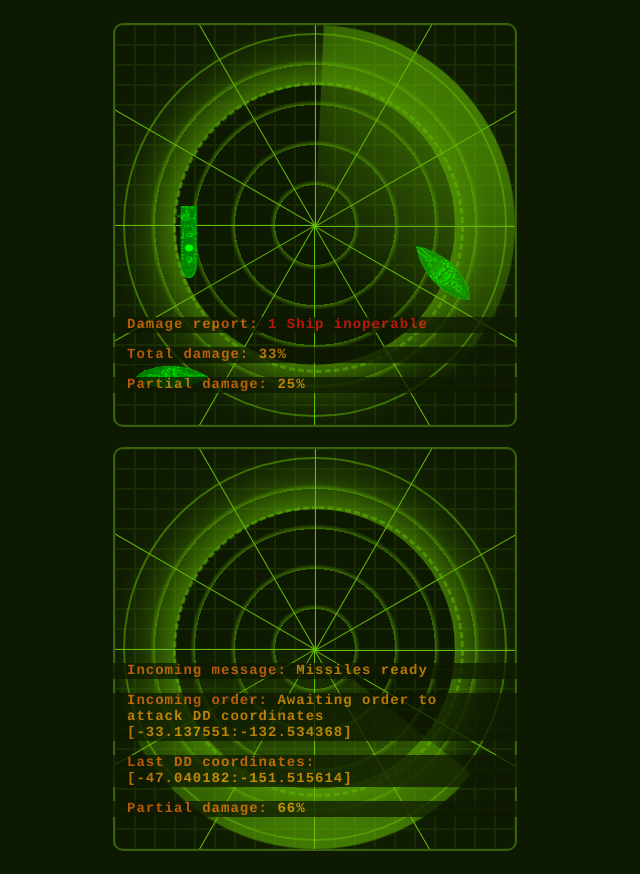 Damage report: 1 Ship inoperable
Total damage: 33%
Partial damage: 25%
Incoming message: Missiles ready
Incoming order: Awaiting order to
attack DD coordinates
[-33.137551:-132.534368]
Last DD coordinates:
[-47.040182:-151.515614]
Partial damage: 66%